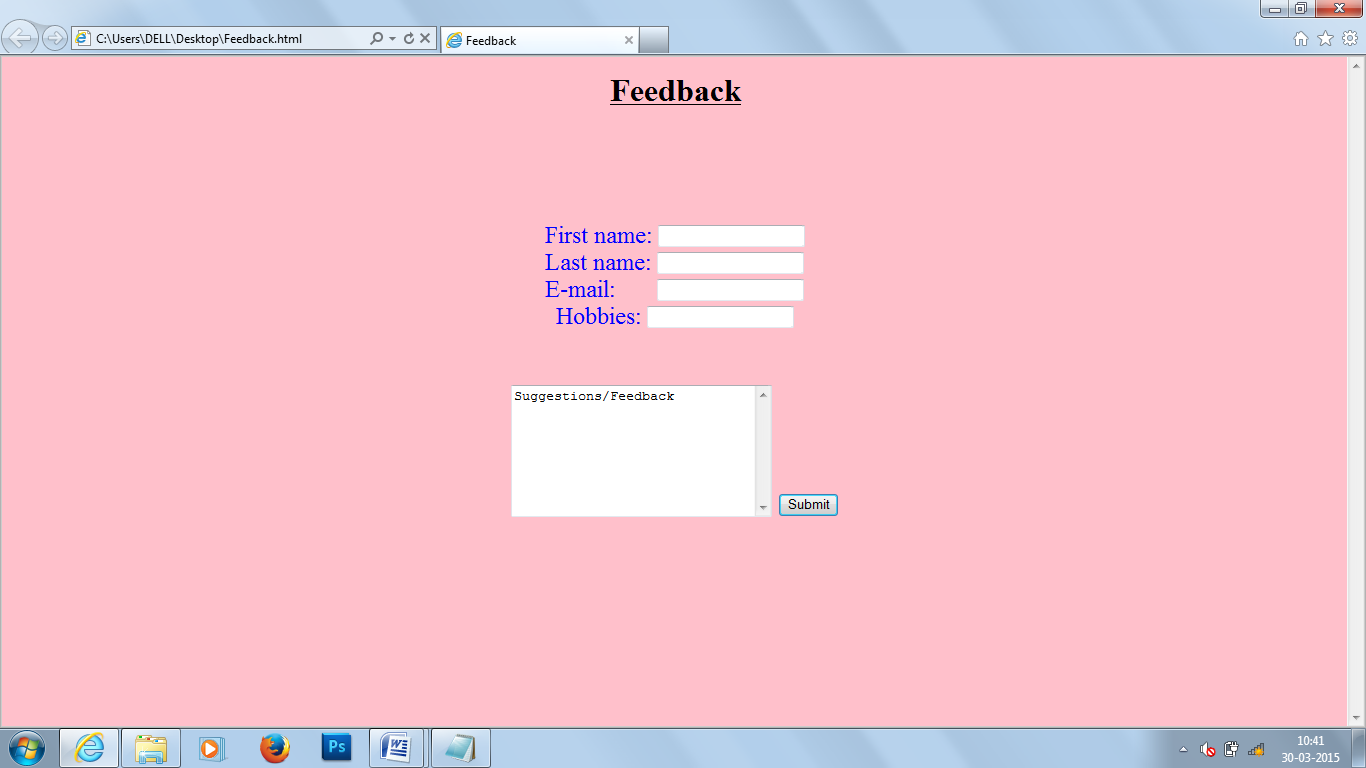 C:\Users\DELL\Desktop\Feedback.html
Feedback
Feedback
First name:
Last name:
E-mail:
Hobbies:
Suggestions/Feedback
Submit
Ps
W
10:41
30-03-2015